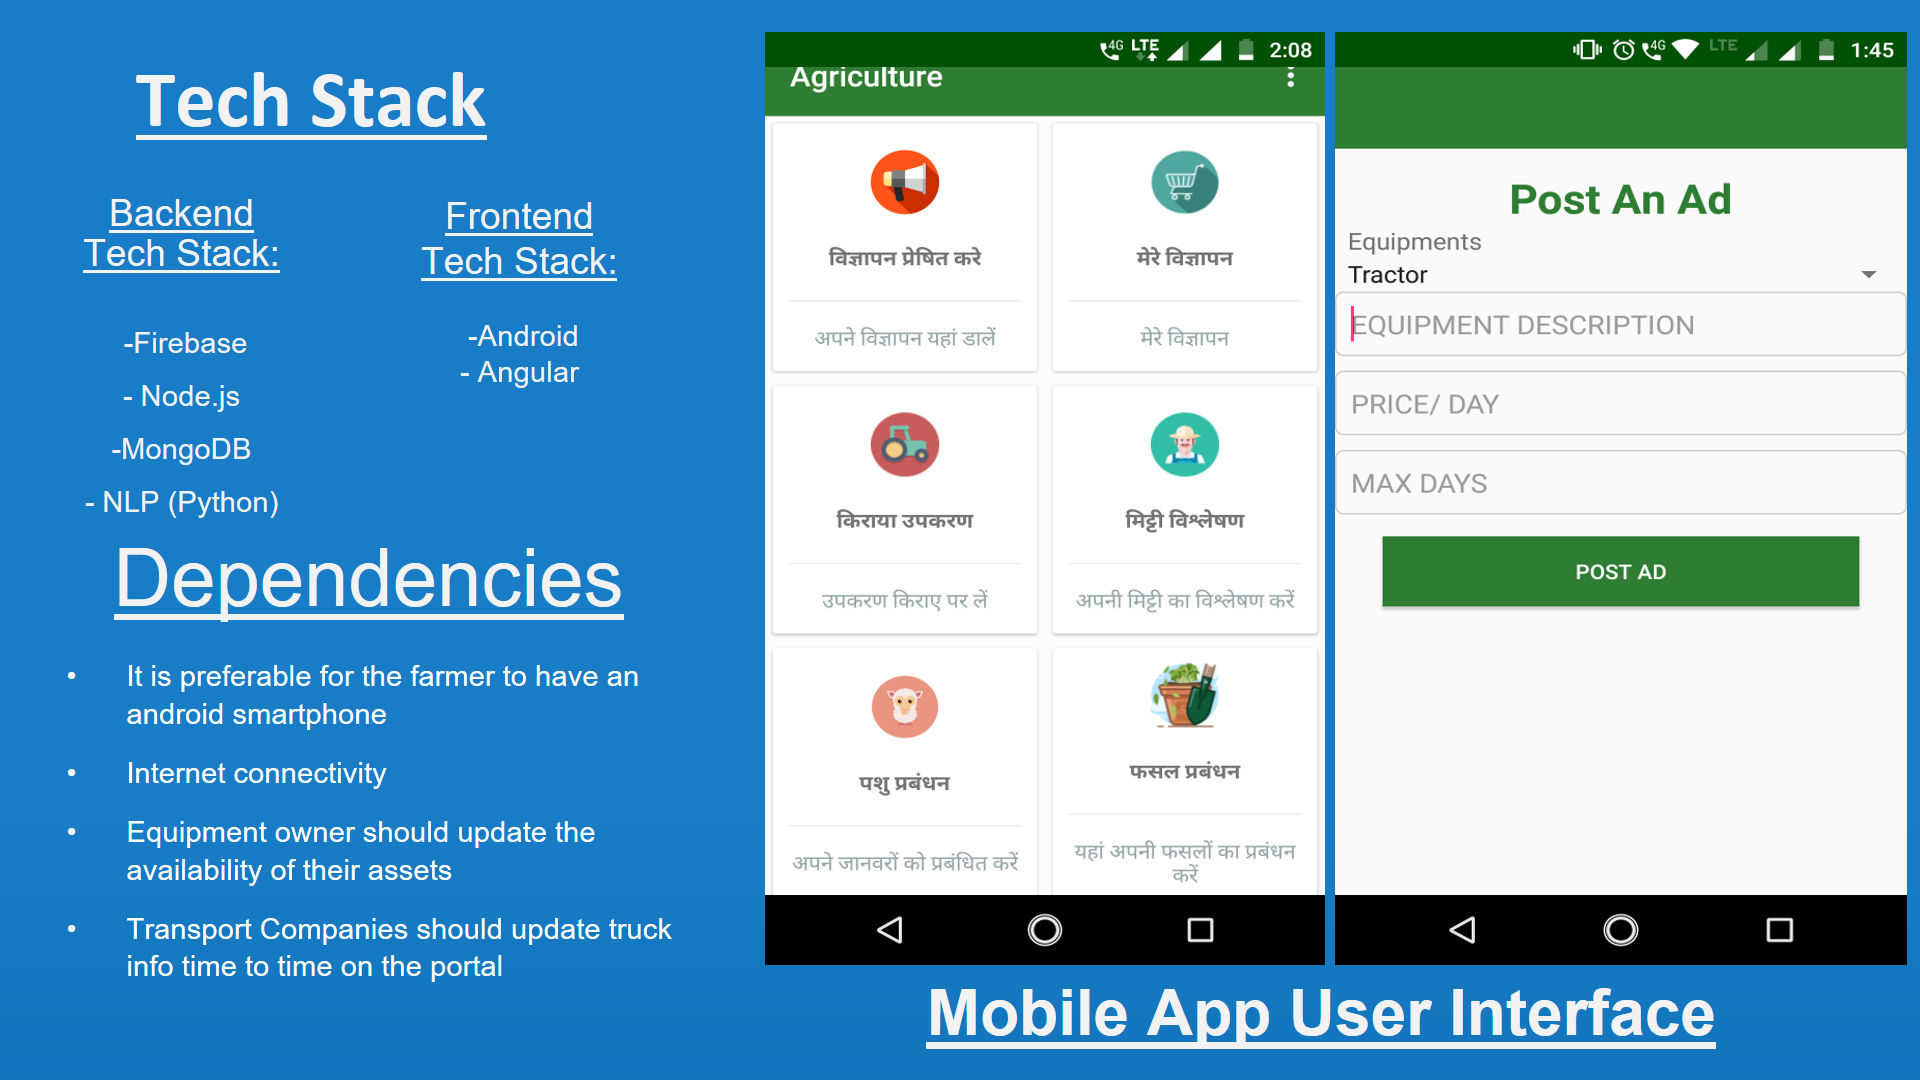 Tech Stack
Backend
Tech Stack:
-Firebase
- Node.js
-MongoDB
- NLP (Python)
Frontend
Tech Stack:
-Android
- Angular
Dependencies
• It is preferable for the farmer to have an
android smartphone
• Internet connectivity
• Equipment owner should update the
availability of their assets
• Transport Companies should update truck
info time to time on the portal
4G LTE 2:08
Agriculture
विज्ञापन प्रेषित करे
अपने विज्ञापन यहां डालें
मेरे विज्ञापन
मेरे विज्ञापन
किराया उपकरण
उपकरण किराए पर लें
मिट्टी विश्लेषण
अपनी मिट्टी का विश्लेषण करें
पशु प्रबंधन
अपने जानवरों को प्रबंधित करें
फसल प्रबंधन
यहां अपनी फसलों का प्रबंधन
करें
4G LTE 1:45
Post An Ad
Equipments
Tractor
EQUIPMENT DESCRIPTION
PRICE/ DAY
MAX DAYS
POST AD
Mobile App User Interface